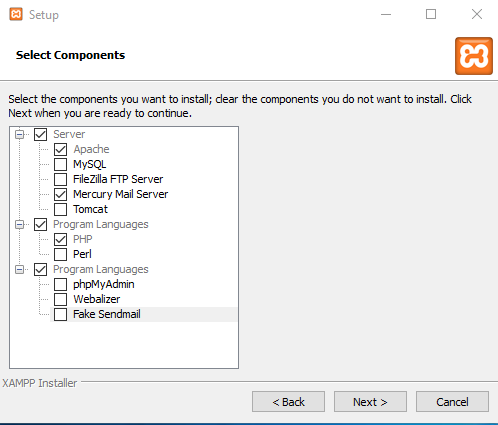 Setup
Select Components
Select the components you want to install; clear the components you do not want to install. Click
Next when you are ready to continue.
Server
Apache
MySQL
FileZilla FTP Server
Mercury Mail Server
Tomcat
Program Languages
PHP
Perl
Program Languages
phpMyAdmin
Webalizer
Fake Sendmail
XAMPP Installer
< Back
Next >
Cancel